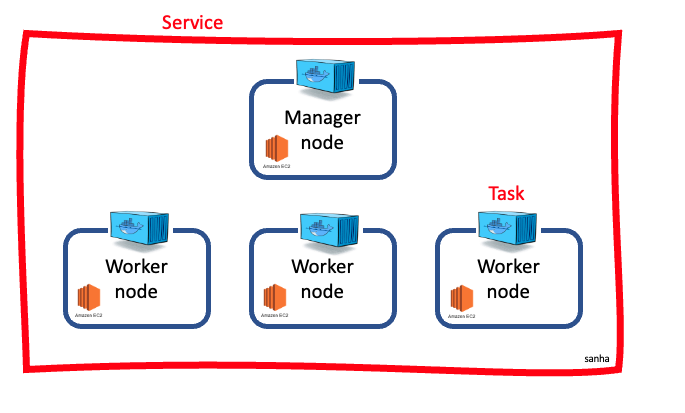 Service
Manager
node
Amazon EC2
Task
Worker
node
Amazon EC2
Worker
node
Amazon EC2
Worker
node
Amazon EC2
sanha